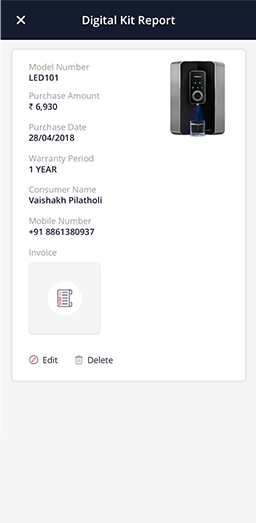 Digital Kit Report
Model Number
LED101
Purchase Amount
₹ 6,930
Purchase Date
28/04/2018
Warranty Period
1 YEAR
Consumer Name
Vaishakh Pilatholi
Mobile Number
+91 8861380937
Invoice
Edit
Delete